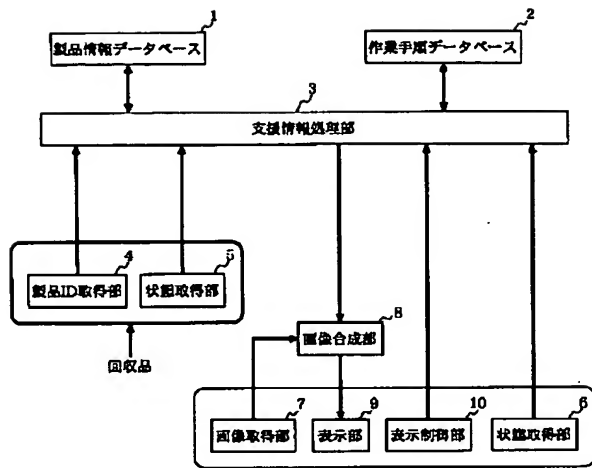 1
2
製品情報データベース
作業手順データベース
3
支援情報処理部
4
5
製品ID取得部
状態取得部
8
画像合成部
回収品
7
9
10
6
画像取得部
表示部
表示制御部
状態取得部